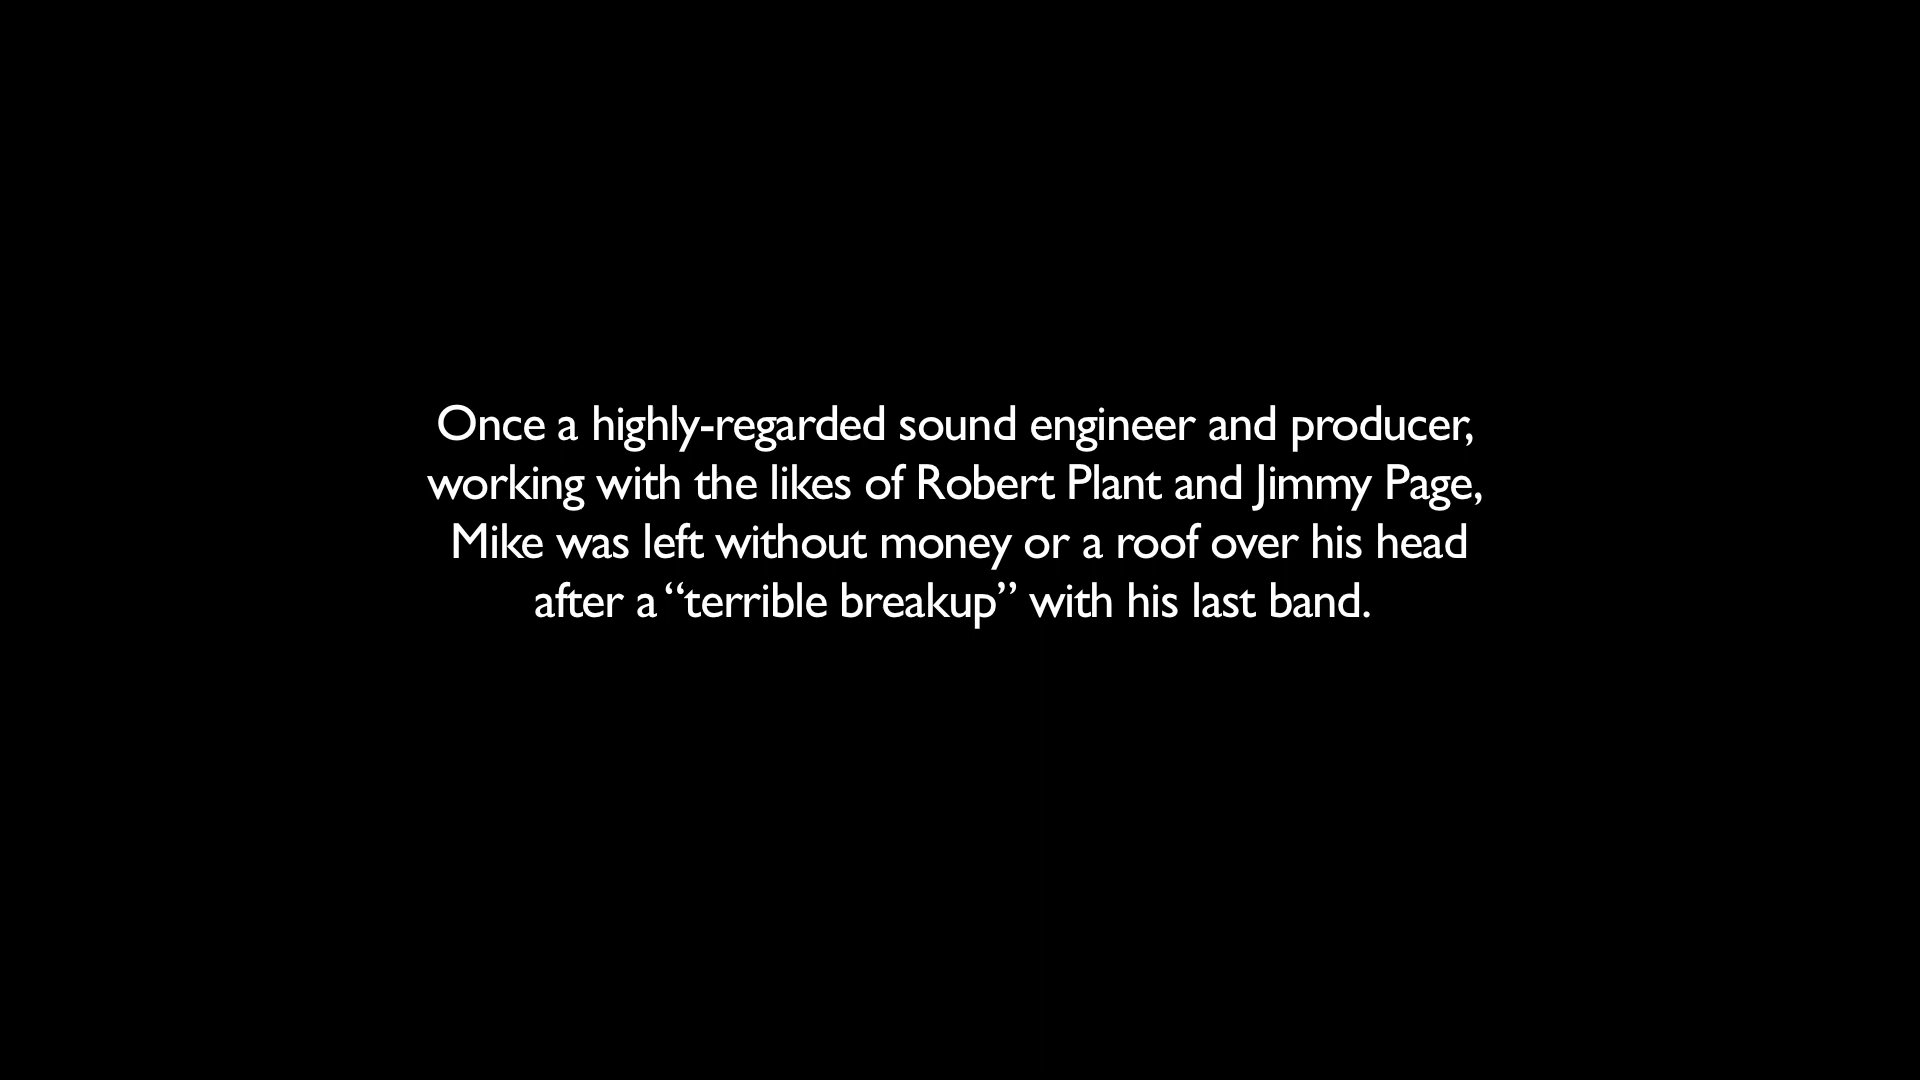 Once a highly-regarded sound engineer and producer,
working with the likes of Robert Plant and Jimmy Page,
Mike was left without money or a roof over his head
after a “terrible breakup” with his last band.